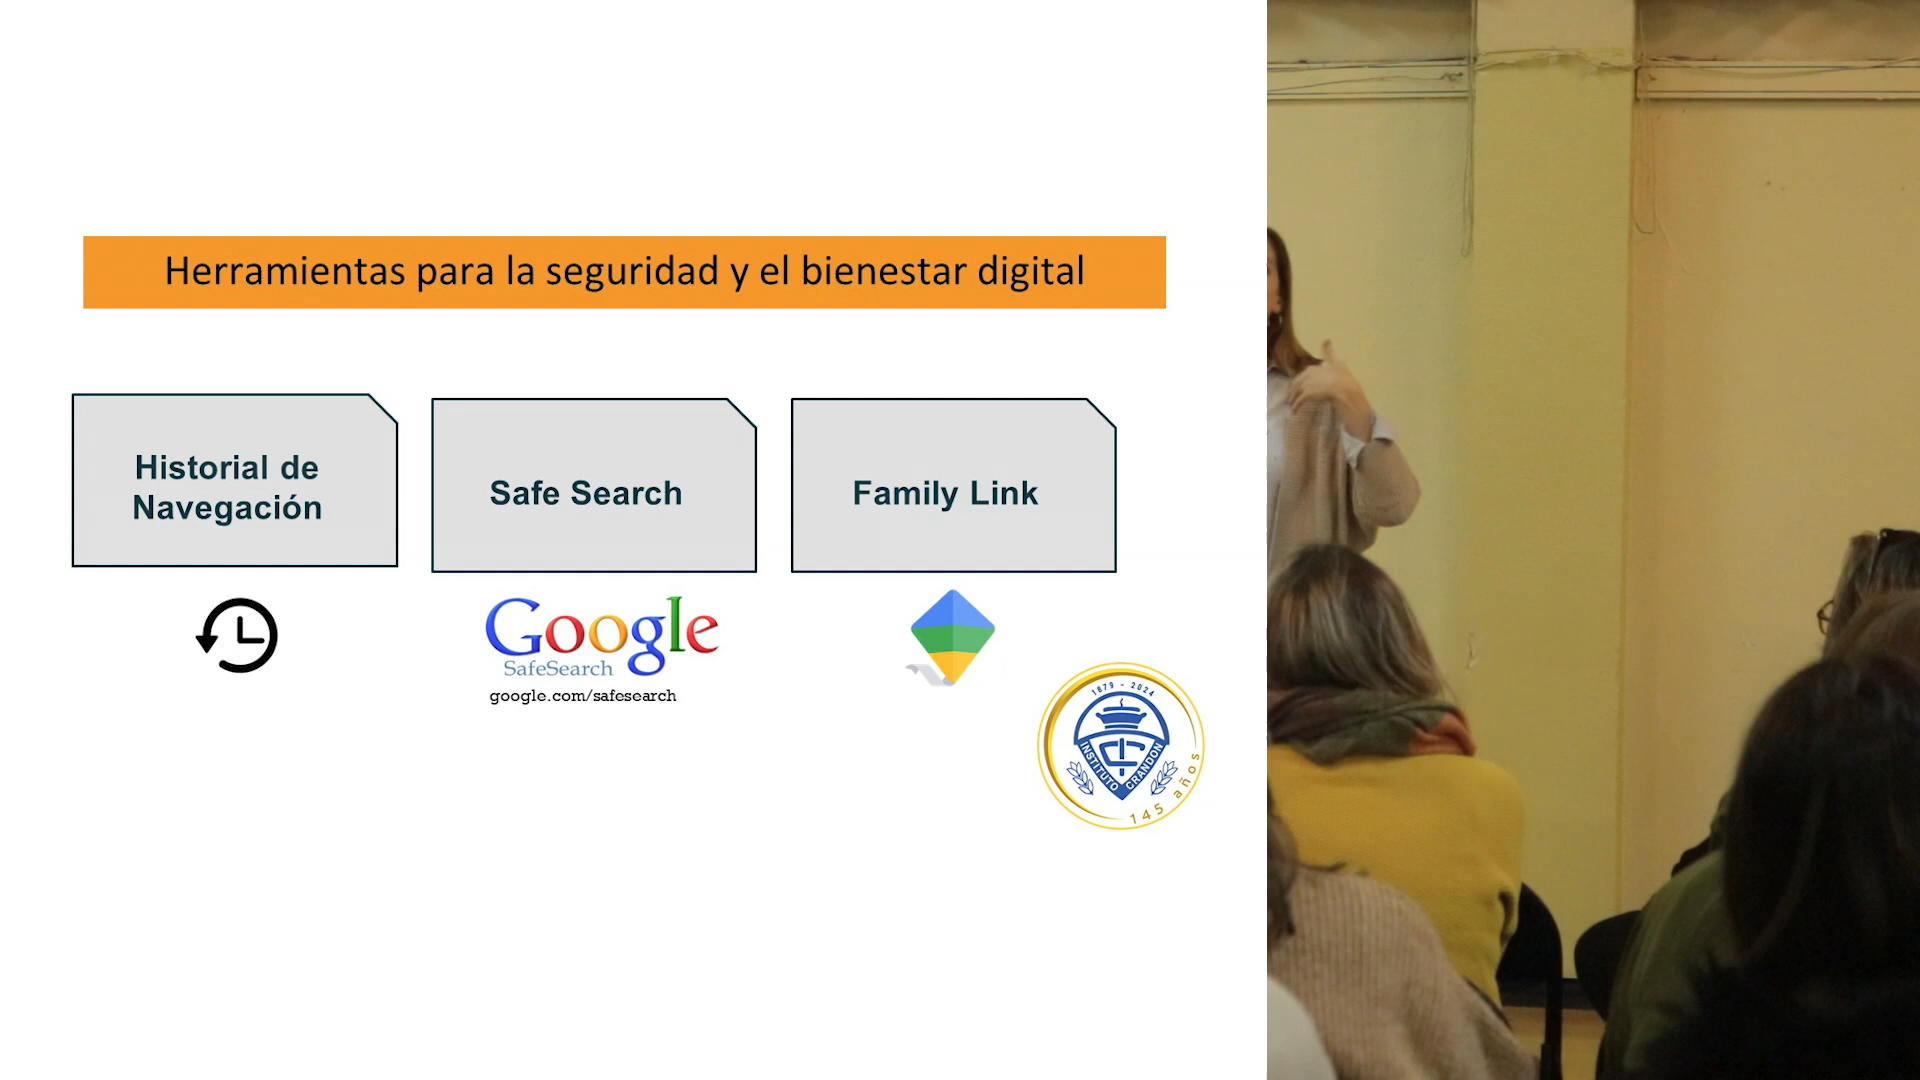 Herramientas para la seguridad y el bienestar digital
Historial de
Navegación
Safe Search
Family Link
Google
SafeSearch
google.com/safesearch
1879 - 2024
INSTITUTO CRANDON
145 años